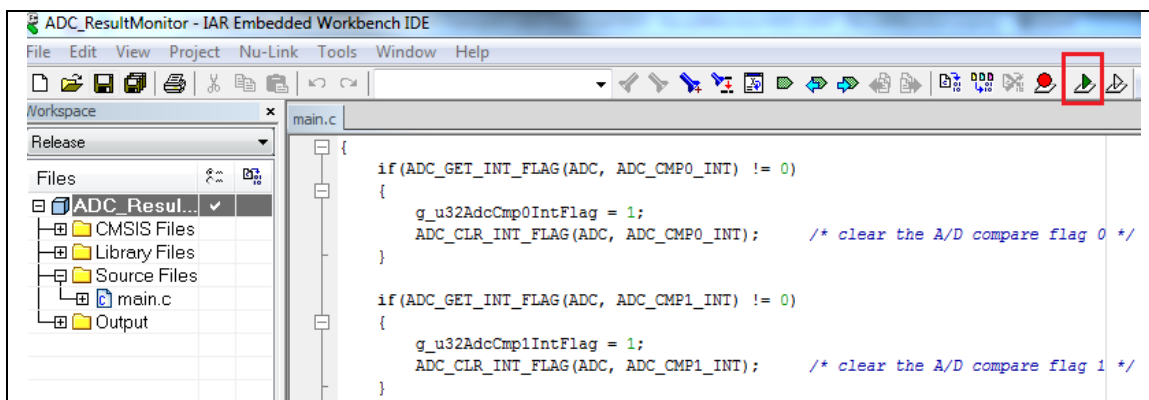 ADC_ResultMonitor - IAR Embedded Workbench IDE
File Edit View Project Nu-Link Tools Window Help
Workspace
main.c
Release
Files
ADC_Resul...
CMSIS Files
Library Files
Source Files
main.c
Output
{
if(ADC_GET_INT_FLAG(ADC, ADC_CMP0_INT) != 0)
{
g_u32AdcCmp0IntFlag = 1;
ADC_CLR_INT_FLAG(ADC, ADC_CMP0_INT); /* clear the A/D compare flag 0 */
}
if(ADC_GET_INT_FLAG(ADC, ADC_CMP1_INT) != 0)
{
g_u32AdcCmp1IntFlag = 1;
ADC_CLR_INT_FLAG(ADC, ADC_CMP1_INT); /* clear the A/D compare flag 1 */
}